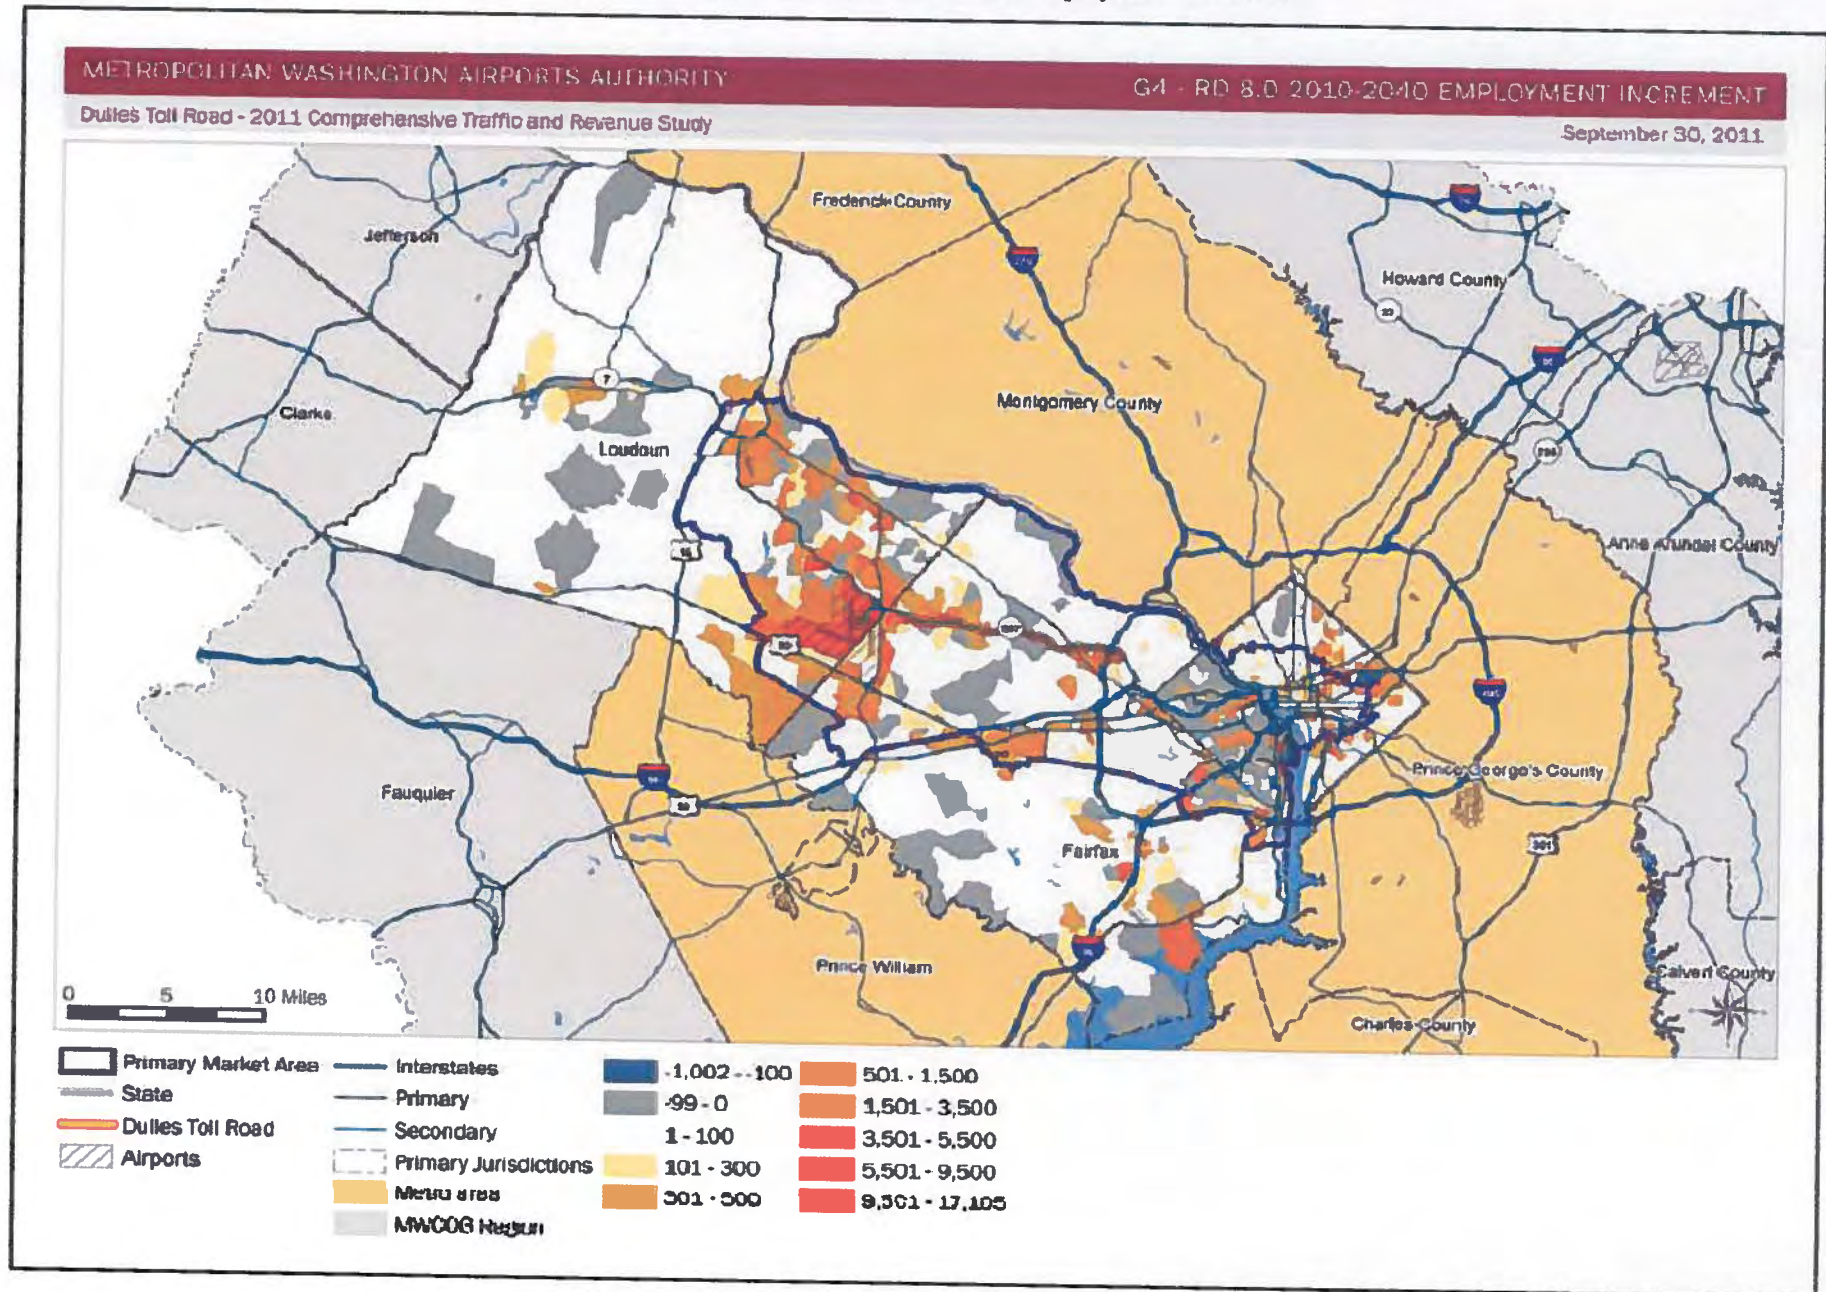 METROPOLITAN WASHINGTON AIRPORTS AUTHORITY
G4 - RD 8.0 2010-2040 EMPLOYMENT INCREMENT
Dulles Toll Road - 2011 Comprehensive Traffic and Revenue Study
September 30, 2011
Frederick County
Jefferson
Howard County
Clarke
Montgomery County
7
Loudoun
Anne Arundel County
Prince George's County
Fauquier
Fairfax
301
Prince William
Calvert County
Charles County
0 5 10 Miles
Primary Market Area
State
Dulles Toll Road
Airports
Interstates
Primary
Secondary
Primary Jurisdictions
Metro area
MWCOG Region
-1,002 - -100
-99 - 0
1 - 100
101 - 300
301 - 500
501 - 1,500
1,501 - 3,500
3,501 - 5,500
5,501 - 9,500
9,501 - 17,105